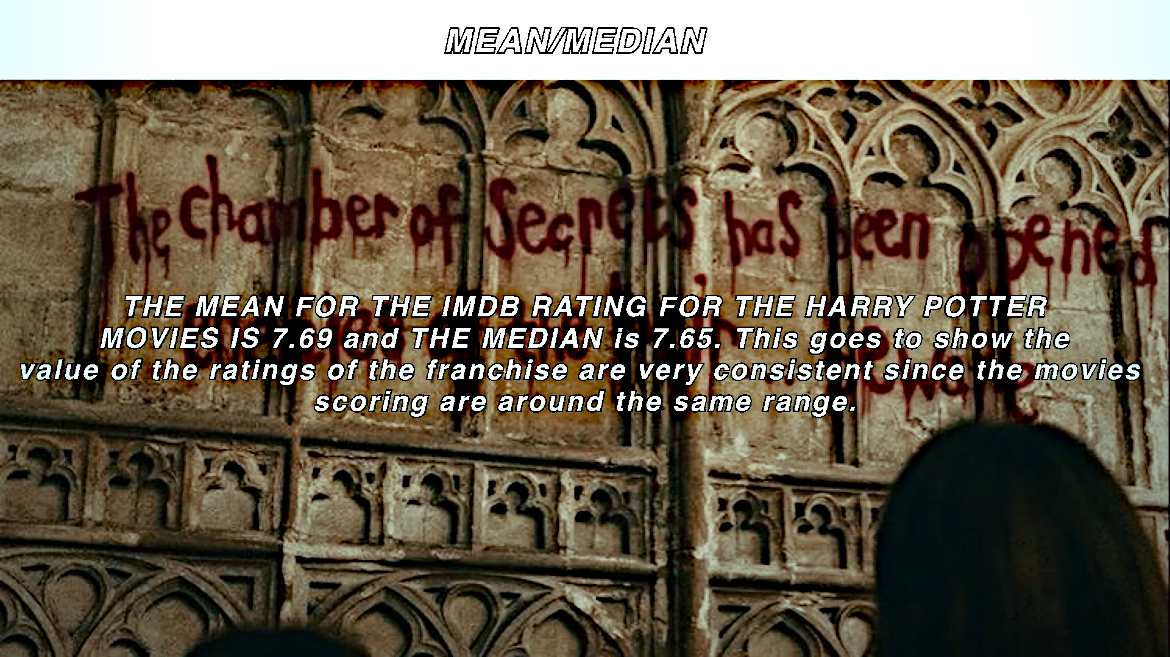 MEAN/MEDIAN
The chamber of Secrets has been opened
THE MEAN FOR THE IMDB RATING FOR THE HARRY POTTER
MOVIES IS 7.69 and THE MEDIAN is 7.65. This goes to show the
value of the ratings of the franchise are very consistent since the movies
scoring are around the same range.